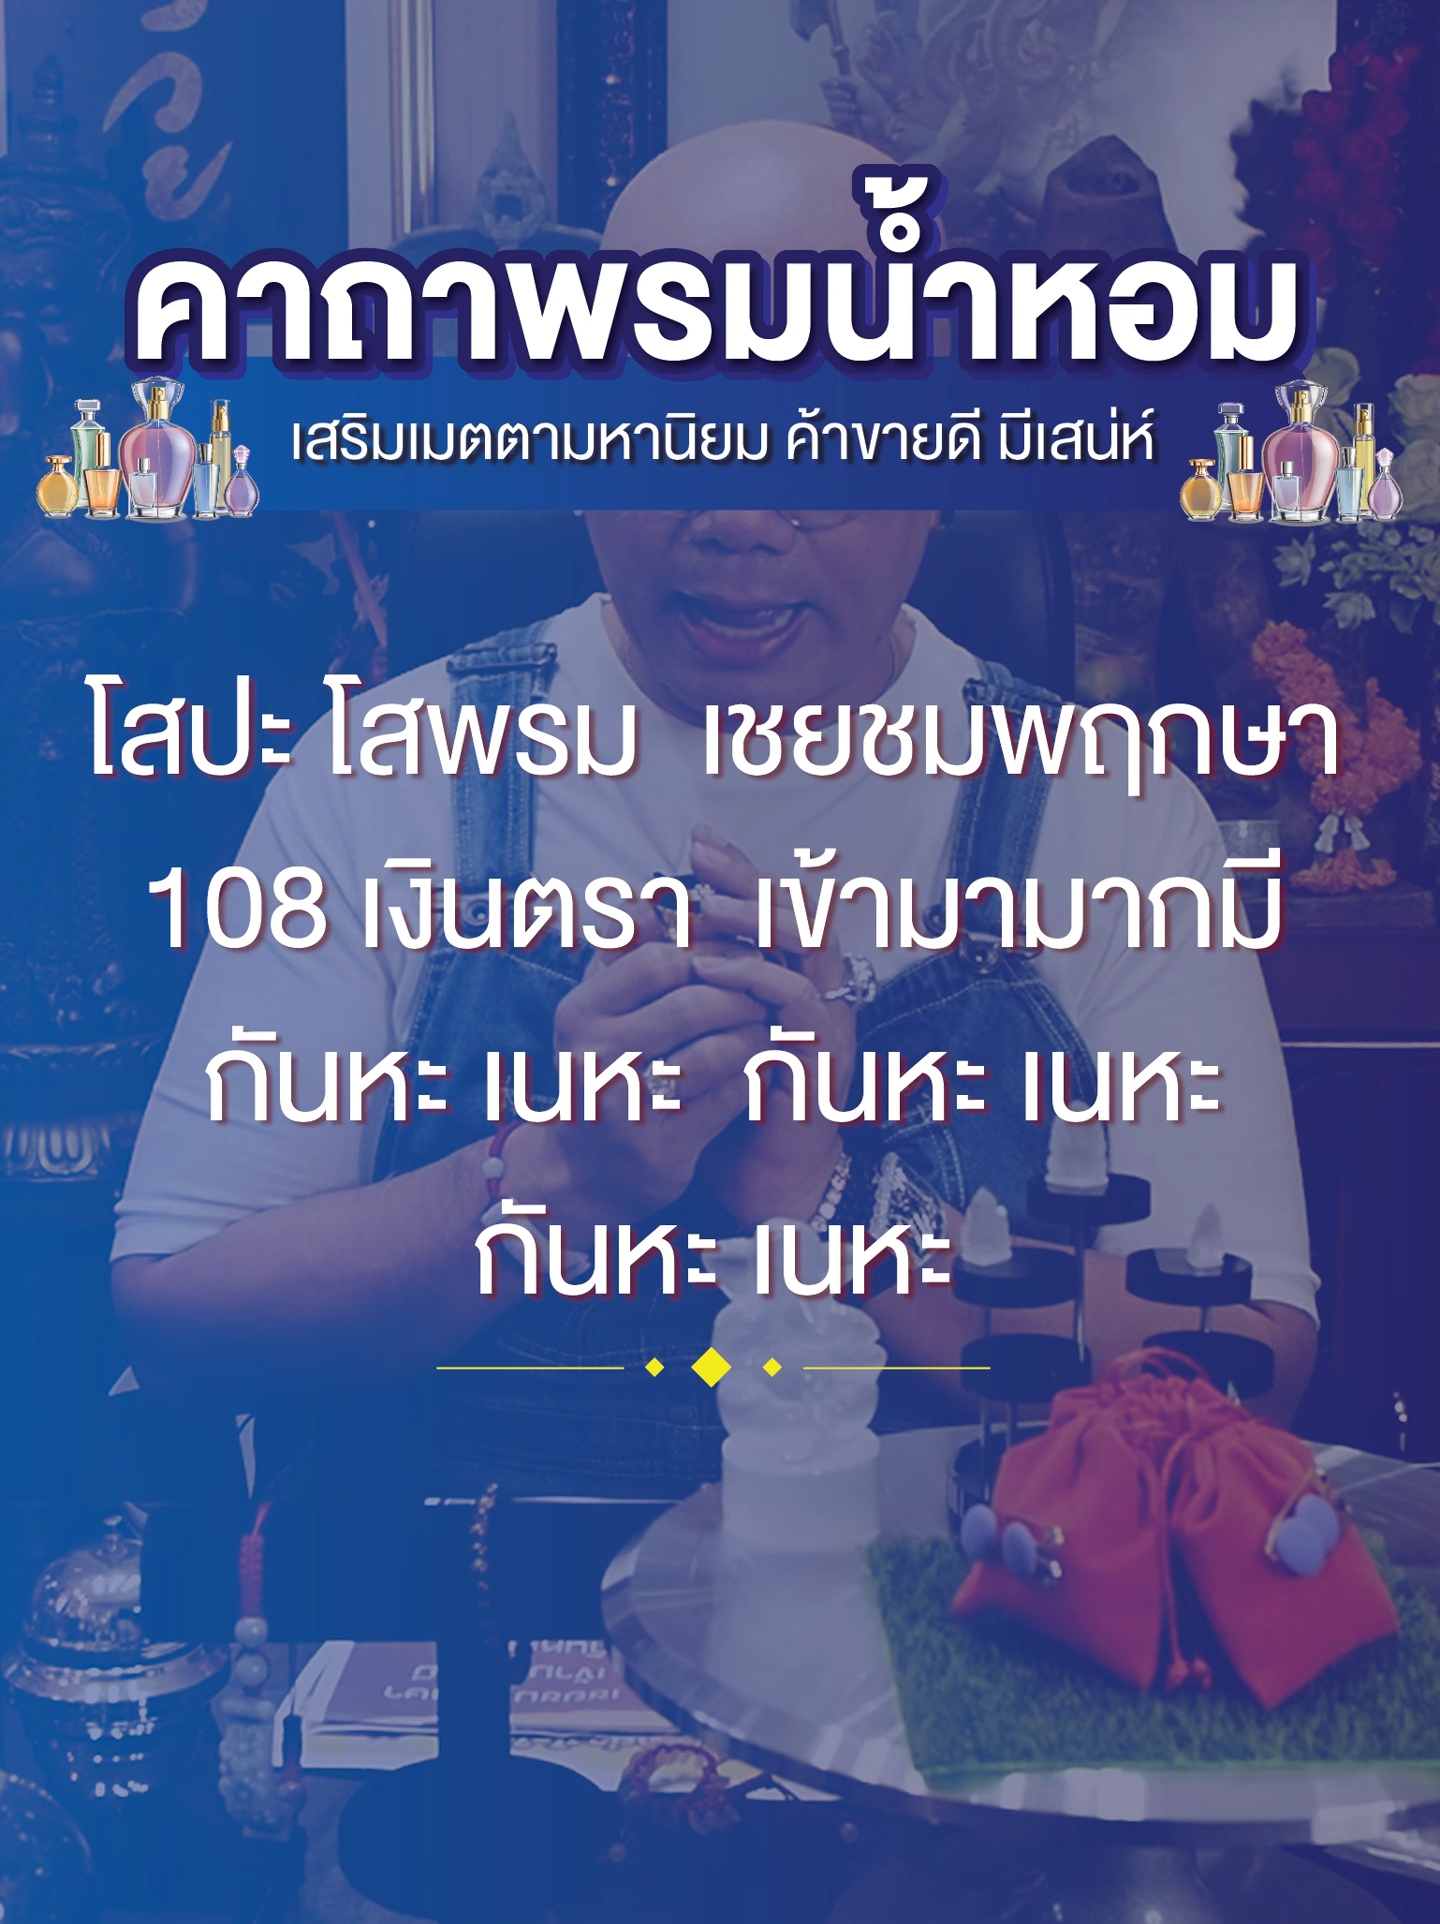 คาถาพรมน้ำหอม
เสริมเมตตามหานิยม ค้าขายดี มีเสน่ห์
โสปะ โสพรม เชยชมพฤกษา
108 เงินตรา เข้ามามากมี
กันหะ เนหะ กันหะ เนหะ
กันหะ เนหะ